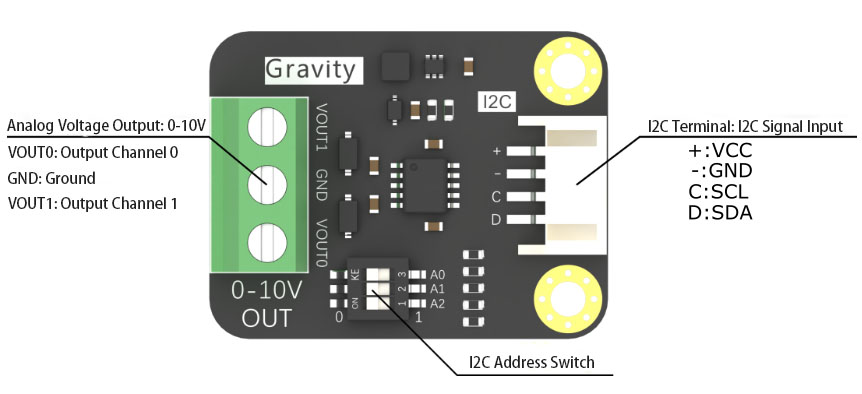 Gravity
I2C
Analog Voltage Output: 0-10V
VOUT0: Output Channel 0
GND: Ground
VOUT1: Output Channel 1
VOUT1
GND
VOUT0
0-10V
OUT
+
-
C
D
I2C Terminal: I2C Signal Input
+:VCC
-:GND
C:SCL
D:SDA
KE
ON
3
2
1
A0
A1
A2
0
1
I2C Address Switch